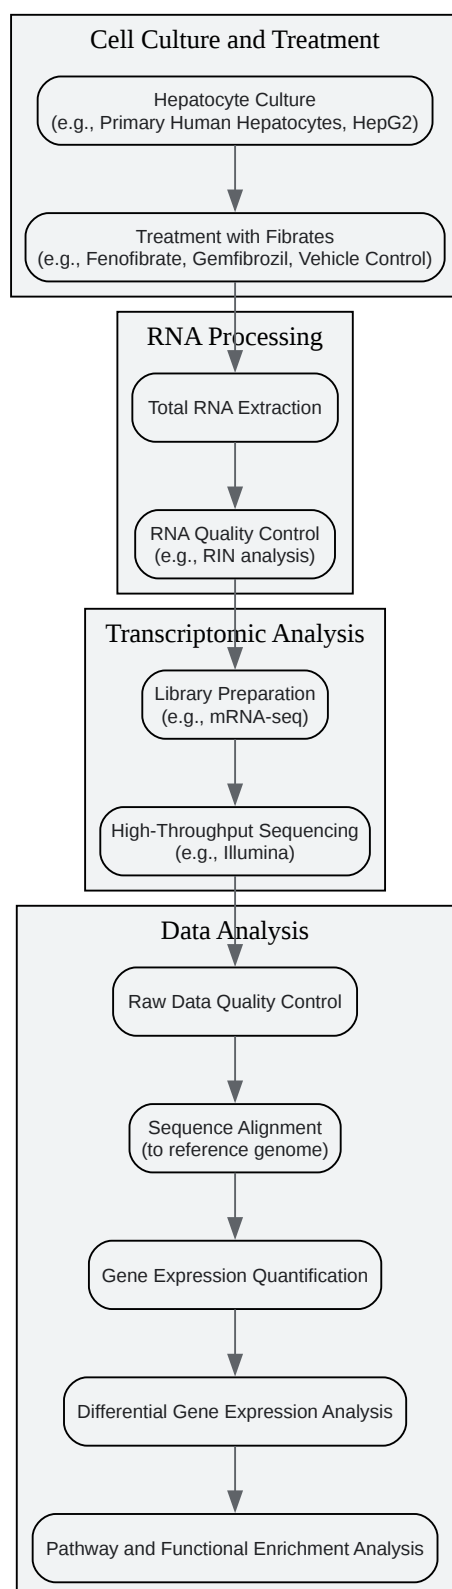 Cell Culture and Treatment
Hepatocyte Culture
(e.g., Primary Human Hepatocytes, HepG2)
Treatment with Fibrates
(e.g., Fenofibrate, Gemfibrozil, Vehicle Control)
RNA Processing
Total RNA Extraction
RNA Quality Control
(e.g., RIN analysis)
Transcriptomic Analysis
Library Preparation
(e.g., mRNA-seq)
High-Throughput Sequencing
(e.g., Illumina)
Data Analysis
Raw Data Quality Control
Sequence Alignment
(to reference genome)
Gene Expression Quantification
Differential Gene Expression Analysis
Pathway and Functional Enrichment Analysis